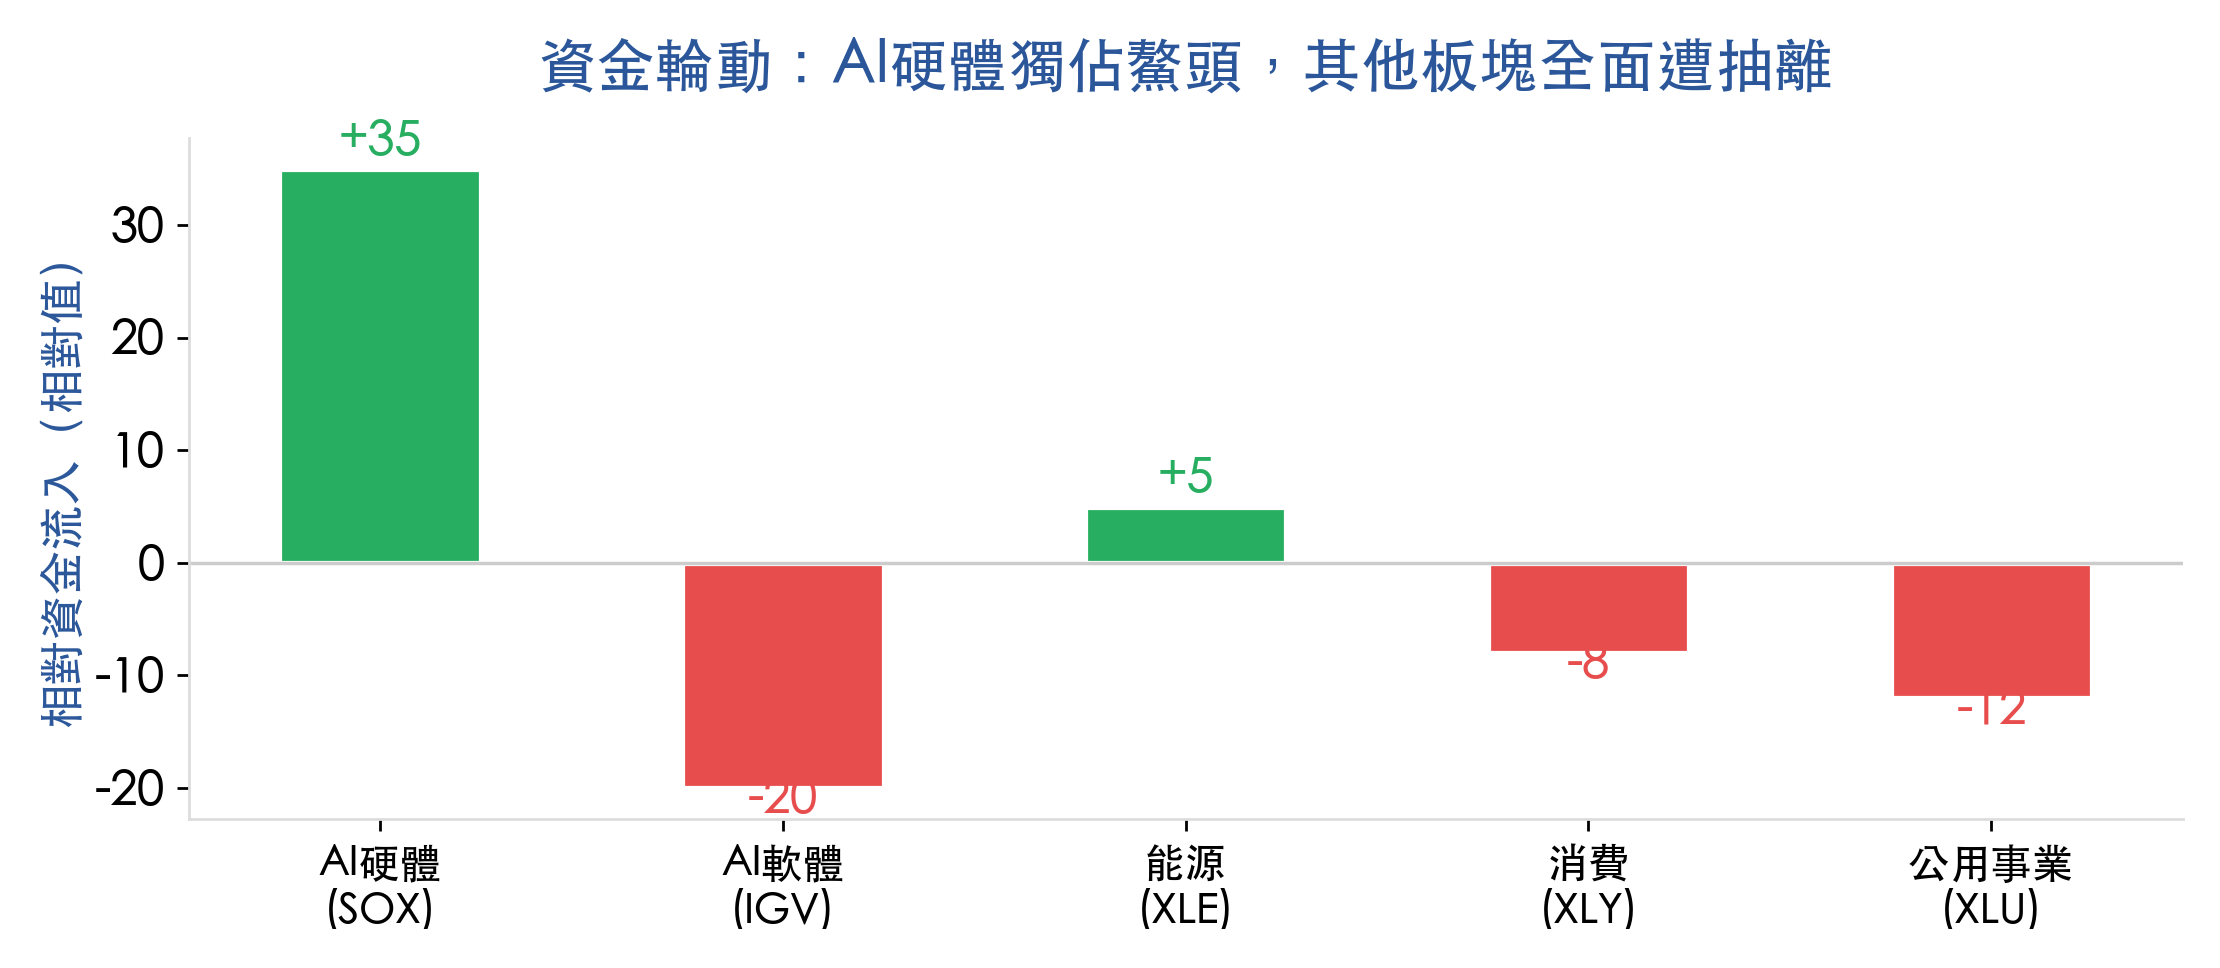 資金輪動：AI硬體獨佔鰲頭，其他板塊全面遭抽離
相對資金流入（相對值）
30
20
10
0
-10
-20
+35
-20
+5
-8
-12
AI硬體
(SOX)
AI軟體
(IGV)
能源
(XLE)
消費
(XLY)
公用事業
(XLU)